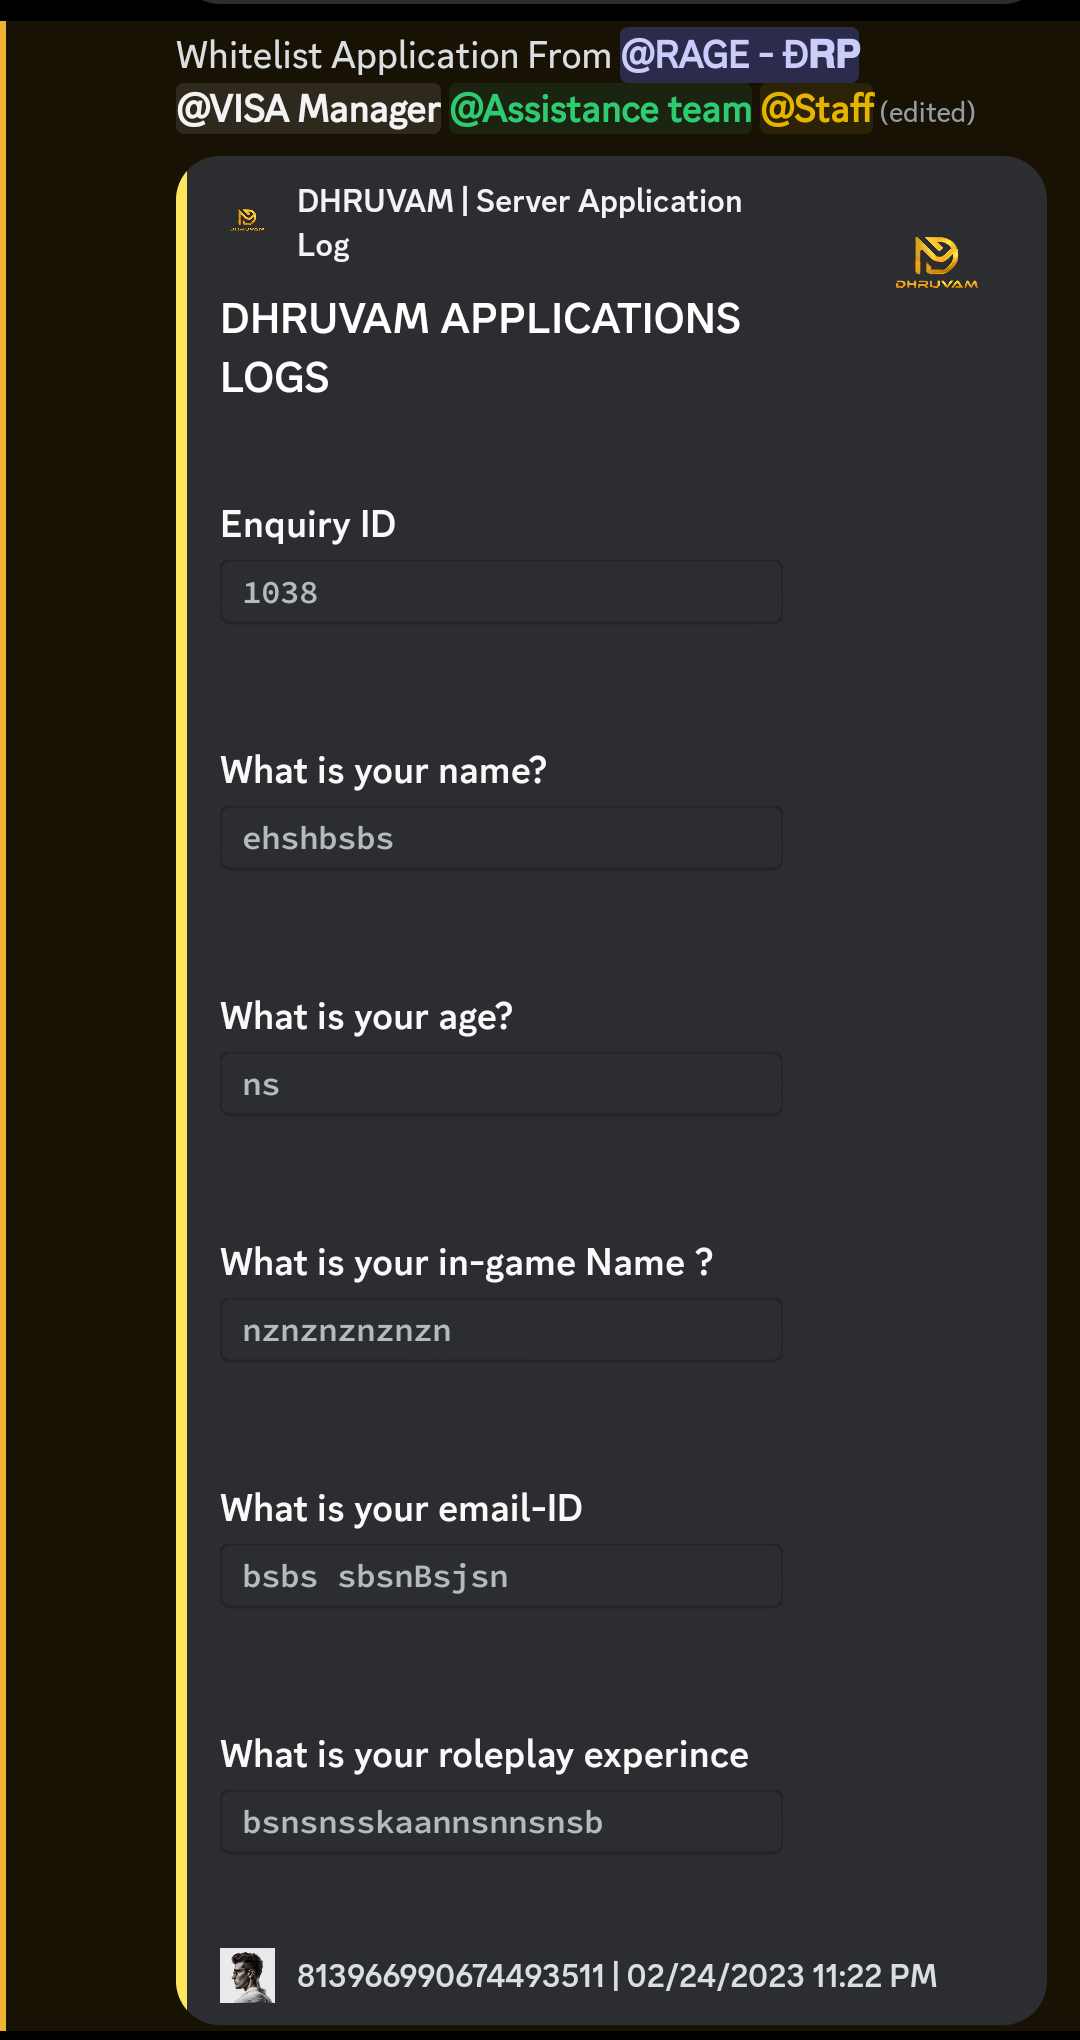 Whitelist Application From @RAGE - ĐRP
@VISA Manager @Assistance team @Staff (edited)
DHRUVAM | Server Application
Log
DHRUVAM
DHRUVAM
DHRUVAM APPLICATIONS
LOGS
Enquiry ID
1038
What is your name?
ehshbsbs
What is your age?
ns
What is your in-game Name ?
nznznznznzn
What is your email-ID
bsbs sbsnBsjsn
What is your roleplay experince
bsnsnsskaannsnnsnsb
813966990674493511 | 02/24/2023 11:22 PM